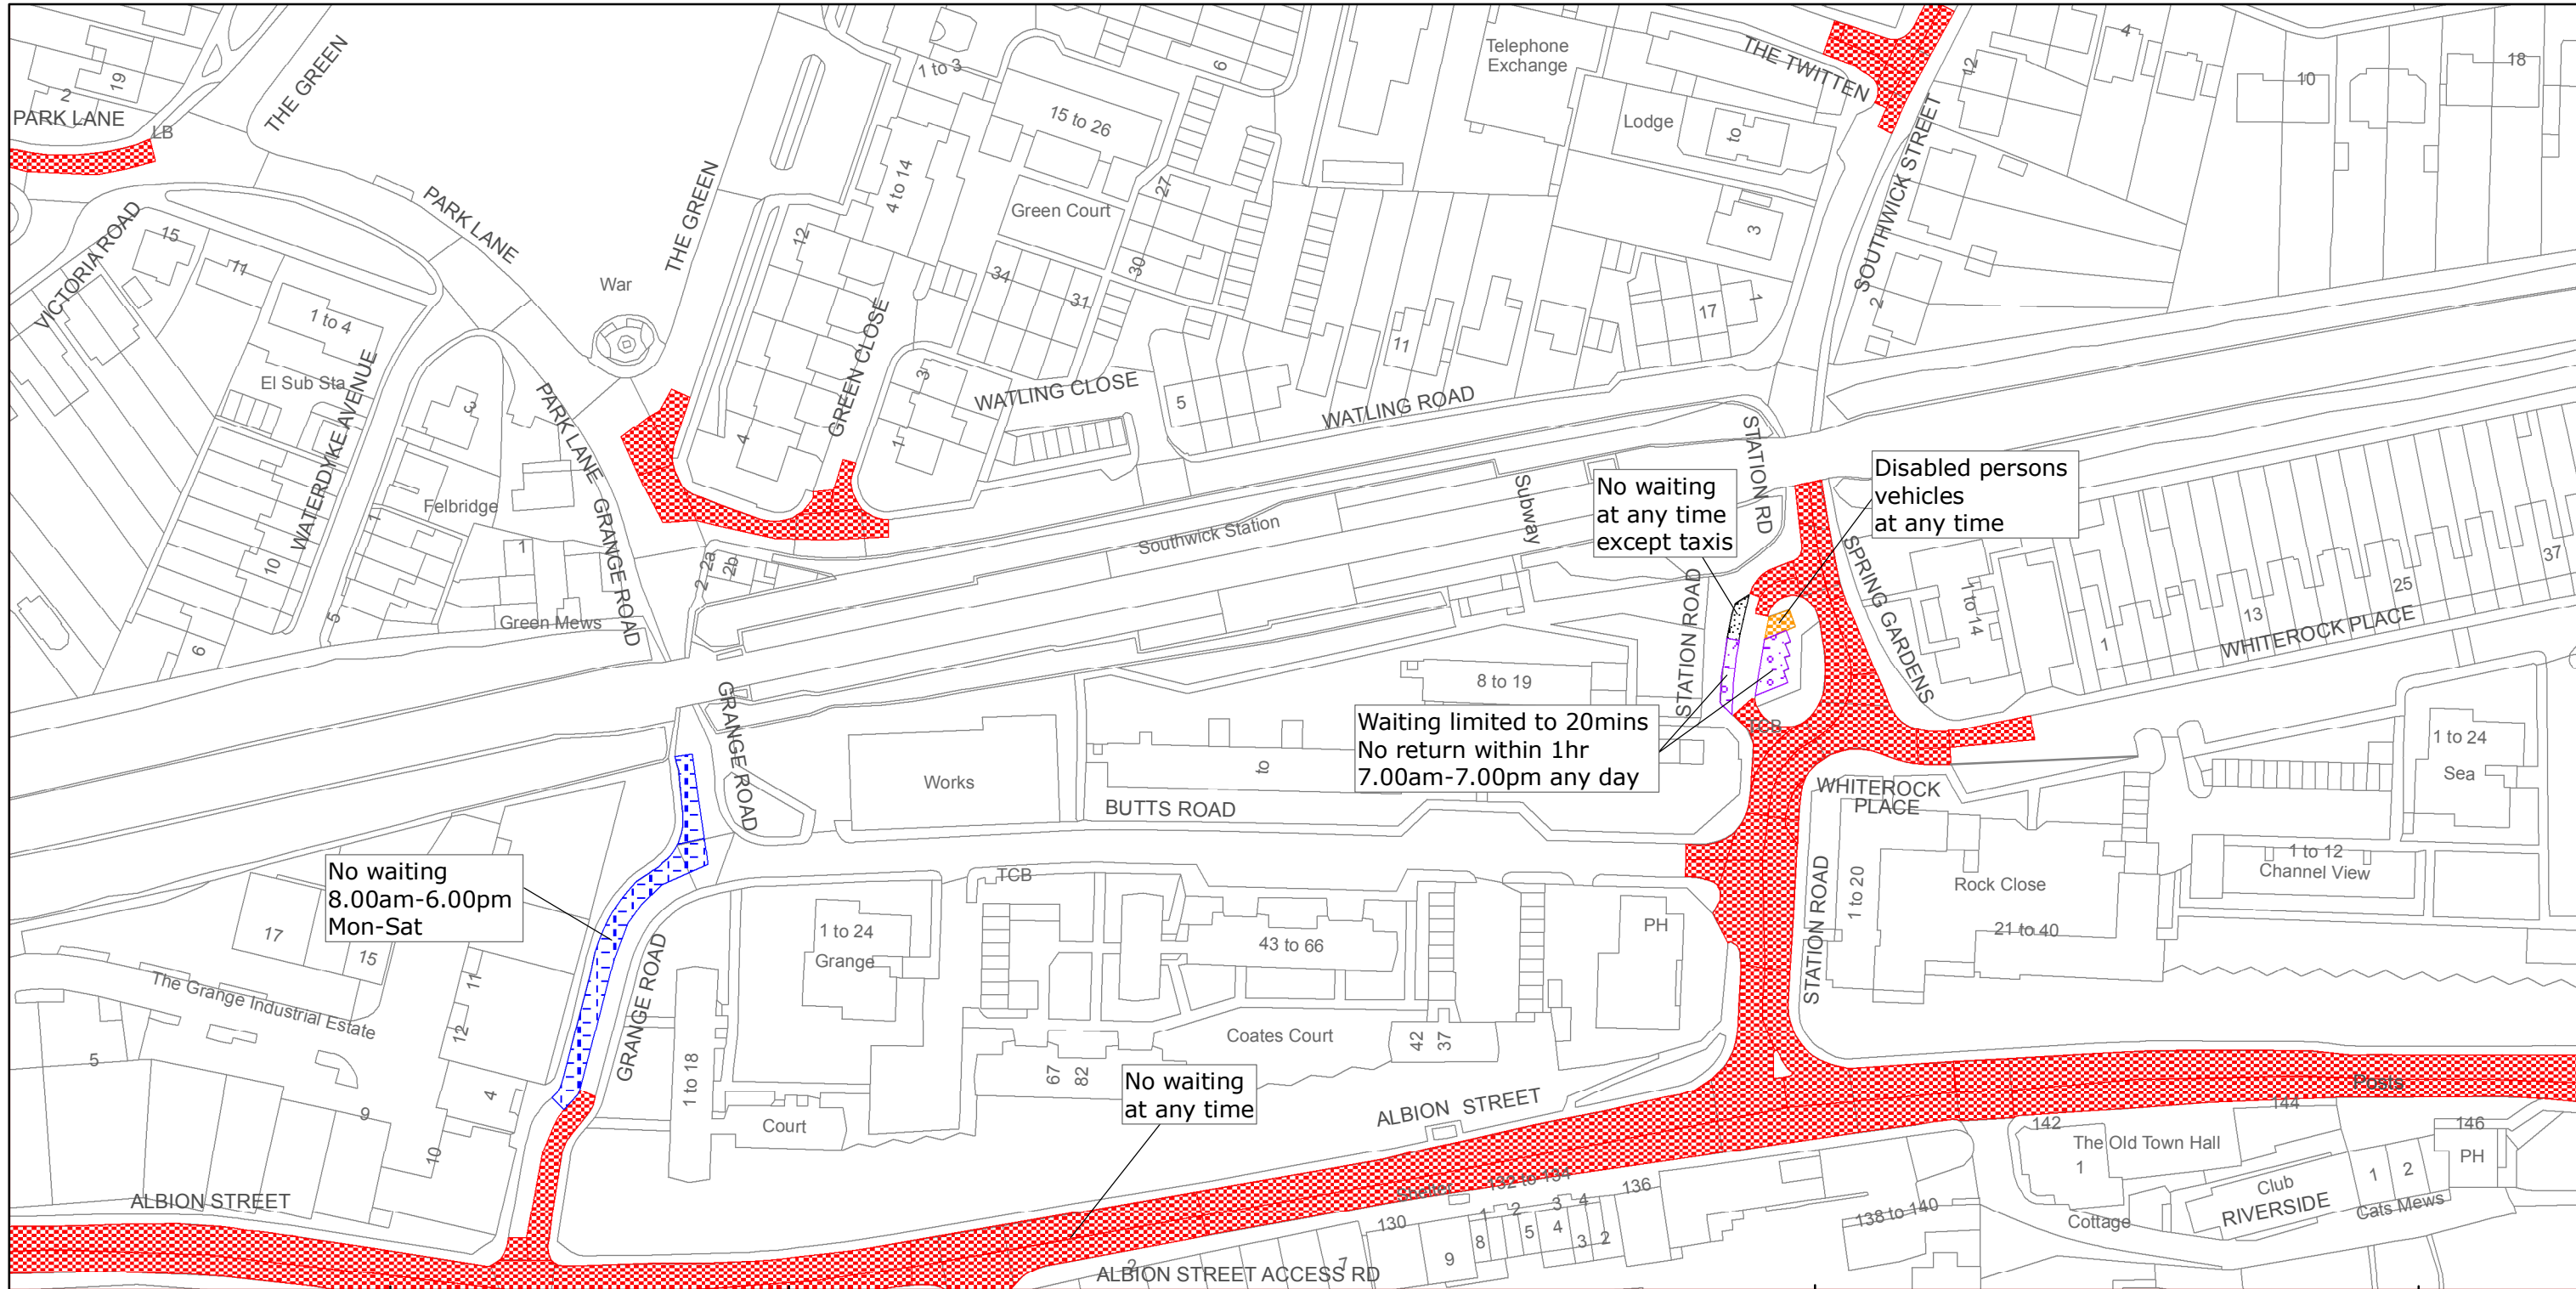 THE GREEN
1 to 3
6
Telephone
Exchange
THE TWITTEN
4
12
10
18
2
19
PARK LANE
LB
15 to 26
Lodge
to
SOUTHWICK STREET
4 to 14
27
Green Court
PARK LANE
THE GREEN
VICTORIA ROAD
15
11
12
30
34
31
3
1
17
2
War
1 to 4
El Sub Sta
WATERDYKE AVENUE
GREEN CLOSE
3
3
11
WATLING CLOSE
5
WATLING ROAD
PARK LANE
GRANGE ROAD
4
1
STATION RD
Felbridge
1
1
10
5
6
Green Mews
2
2a
2b
Southwick Station
Subway
No waiting
at any time
except taxis
Disabled persons
vehicles
at any time
SPRING GARDENS
1 to 14
1
13
25
37
WHITEROCK PLACE
STATION ROAD
8 to 19
TCB
Waiting limited to 20mins
No return within 1hr
7.00am-7.00pm any day
GRANGE ROAD
Works
to
BUTTS ROAD
WHITEROCK
PLACE
1 to 24
Sea
No waiting
8.00am-6.00pm
Mon-Sat
17
15
11
12
The Grange Industrial Estate
5
9
4
10
GRANGE ROAD
1 to 18
1 to 24
Grange
TCB
43 to 66
PH
Coates Court
42
37
67
82
Court
STATION ROAD
1 to 20
Rock Close
21 to 40
1 to 12
Channel View
No waiting
at any time
ALBION STREET
ALBION STREET
Posts
142
144
146
The Old Town Hall
1
PH
Club
RIVERSIDE
1
2
Cats Mews
Cottage
Shelter
132 to 134
136
138 to 140
130
1
2
3
4
8
5
4
3
2
9
7
2
ALBION STREET ACCESS RD